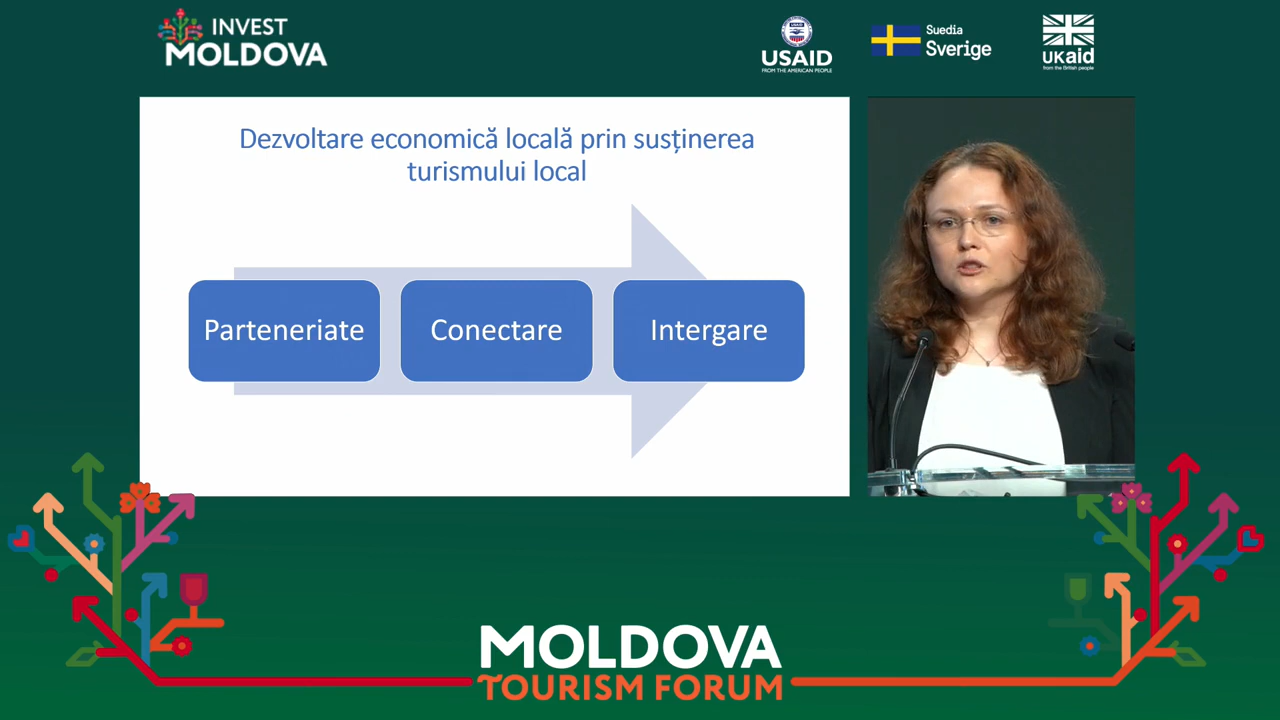 INVEST
MOLDOVA
USAID
FROM THE AMERICAN PEOPLE
Suedia
Sverige
UKaid
from the British people
Dezvoltare economică locală prin susținerea
turismului local
Parteneriate
Conectare
Intergare
MOLDOVA
TOURISM FORUM